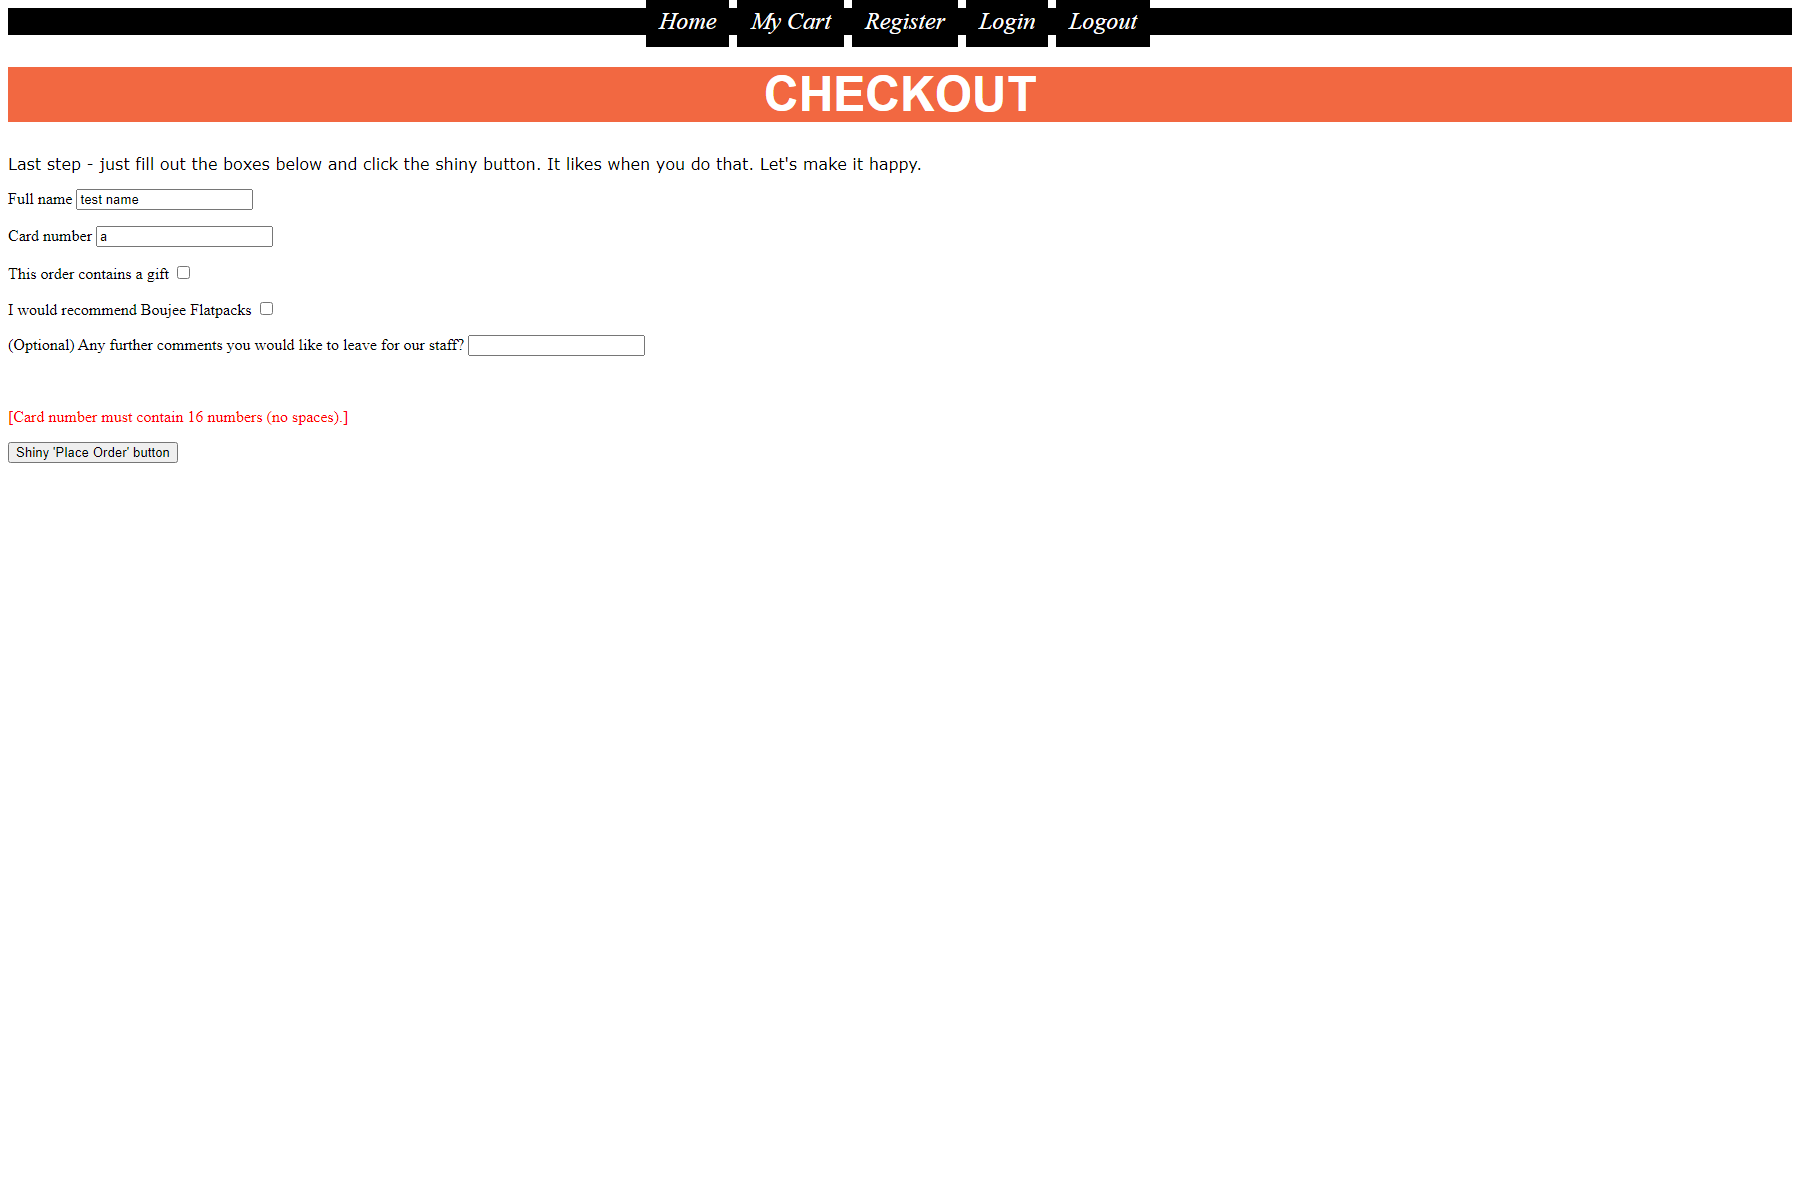 Home My Cart Register Login Logout
CHECKOUT
Last step - just fill out the boxes below and click the shiny button. It likes when you do that. Let's make it happy.
Full name test name
Card number a
This order contains a gift
I would recommend Boujee Flatpacks
(Optional) Any further comments you would like to leave for our staff?
[Card number must contain 16 numbers (no spaces).]
Shiny 'Place Order' button